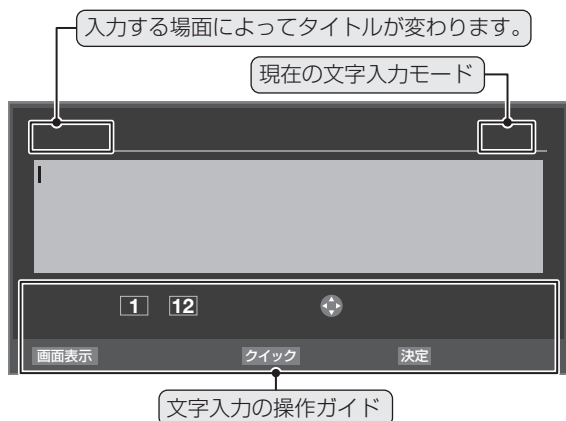 入力する場面によってタイトルが変わります。
現在の文字入力モード
1 12
画面表示 クイック 決定
文字入力の操作ガイド